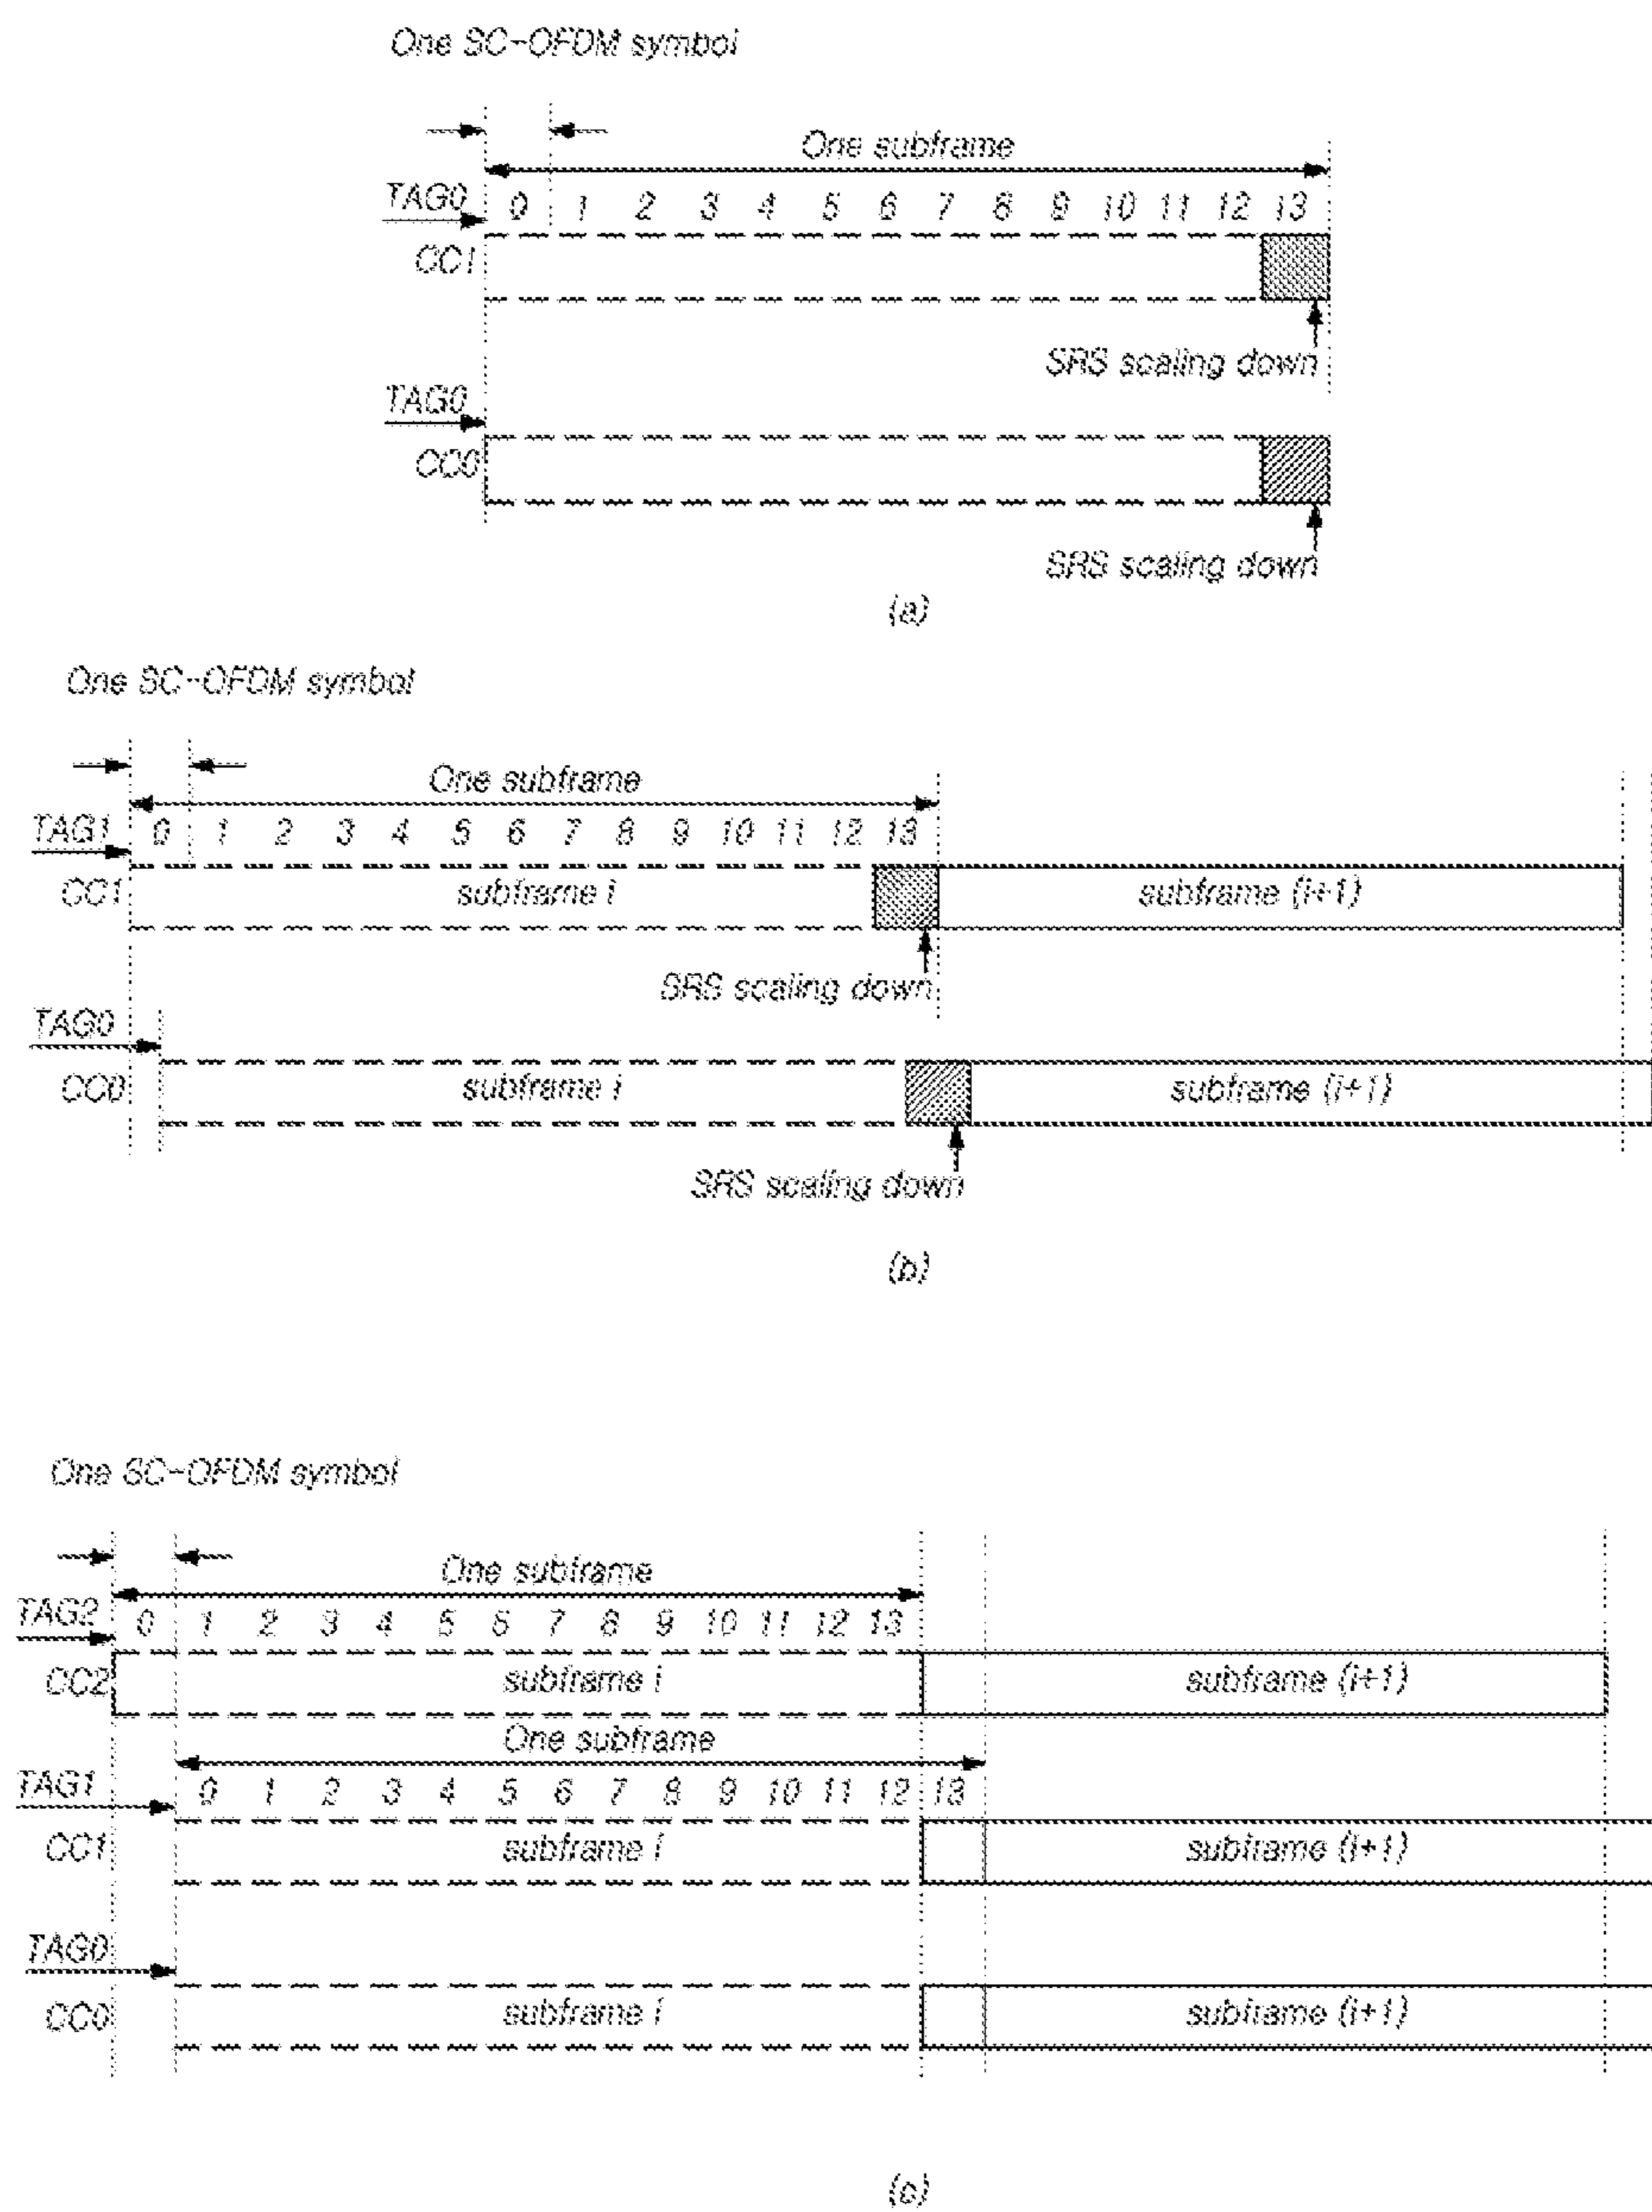 One SC-OFDM symbol
One subframe
TAG0 0 1 2 3 4 5 6 7 8 9 10 11 12 13
CC1
SRS scaling down
TAG0
CC0
SRS scaling down
(a)
One SC-OFDM symbol
One subframe
TAG1 0 1 2 3 4 5 6 7 8 9 10 11 12 13
CC1 subframe i subframe (i+1)
SRS scaling down
TAG0
CC0 subframe i subframe (i+1)
SRS scaling down
(b)
One SC-OFDM symbol
One subframe
TAG2 0 1 2 3 4 5 6 7 8 9 10 11 12 13
CC2 subframe i subframe (i+1)
One subframe
TAG1 0 1 2 3 4 5 6 7 8 9 10 11 12 13
CC1 subframe i subframe (i+1)
TAG0
CC0 subframe i subframe (i+1)
(c)